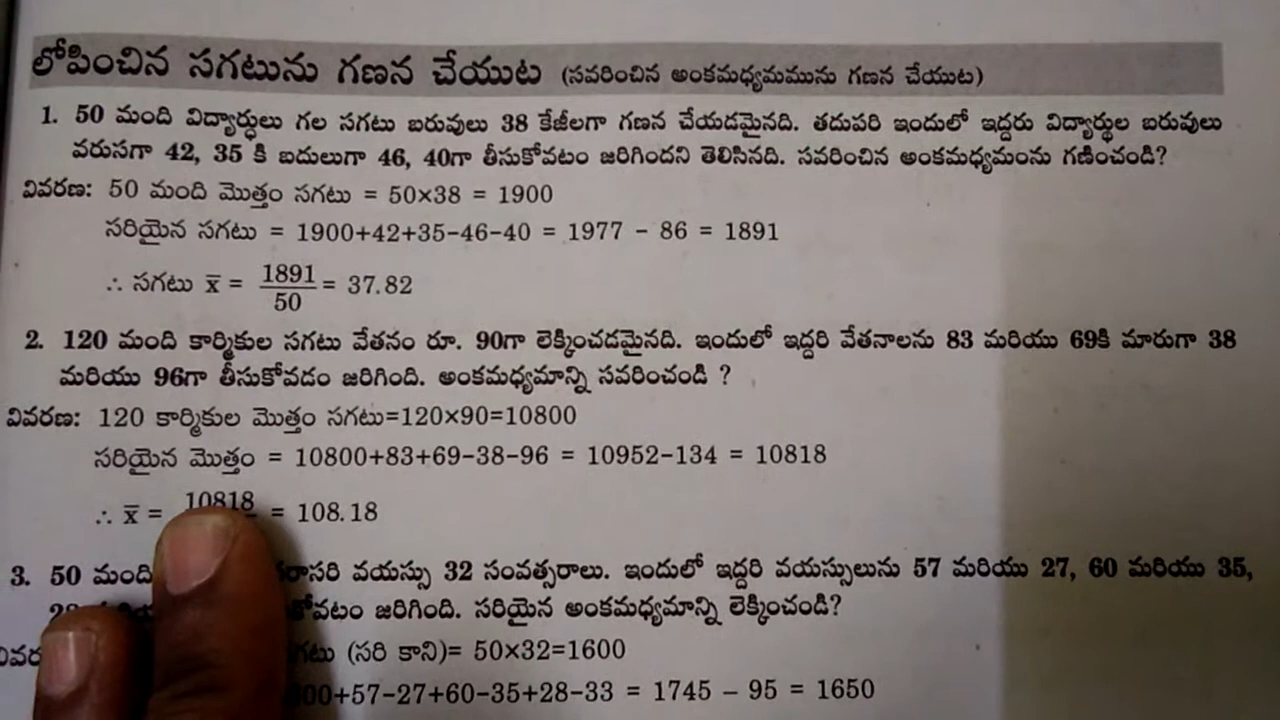 లోపించిన సగటును గణన చేయుట (సవరించిన అంకమధ్యమమును గణన చేయుట)
1. 50 మంది విద్యార్ధులు గల సగటు బరువులు 38 కేజీలగా గణన చేయడమైనది. తదుపరి ఇందులో ఇద్దరు విద్యార్థుల బరువులు
వరుసగా 42, 35 కి బదులుగా 46, 40గా తీసుకోవటం జరిగిందని తెలిసినది. సవరించిన అంకమధ్యమంను గణించండి?
వివరణ: 50 మంది మొత్తం సగటు = 50×38 = 1900
సరియైన సగటు = 1900+42+35-46-40 = 1977 - 86 = 1891
∴ సగటు x̅ = 1891/50 = 37.82
2. 120 మంది కార్మికుల సగటు వేతనం రూ. 90గా లెక్కించడమైనది. ఇందులో ఇద్దరి వేతనాలను 83 మరియు 69కి మారుగా 38
మరియు 96గా తీసుకోవడం జరిగింది. అంకమధ్యమాన్ని సవరించండి ?
వివరణ: 120 కార్మికుల మొత్తం సగటు=120×90=10800
సరియైన మొత్తం = 10800+83+69-38-96 = 10952-134 = 10818
∴ x̅ = 10818 = 108.18
3. 50 మంది వయస్సు 32 సంవత్సరాలు. ఇందులో ఇద్దరి వయస్సులును 57 మరియు 27, 60 మరియు 35,
జరిగింది. సరియైన అంకమధ్యమాన్ని లెక్కించండి?
(సరి కాని)= 50×32=1600
+57-27+60-35+28-33 = 1745 - 95 = 1650